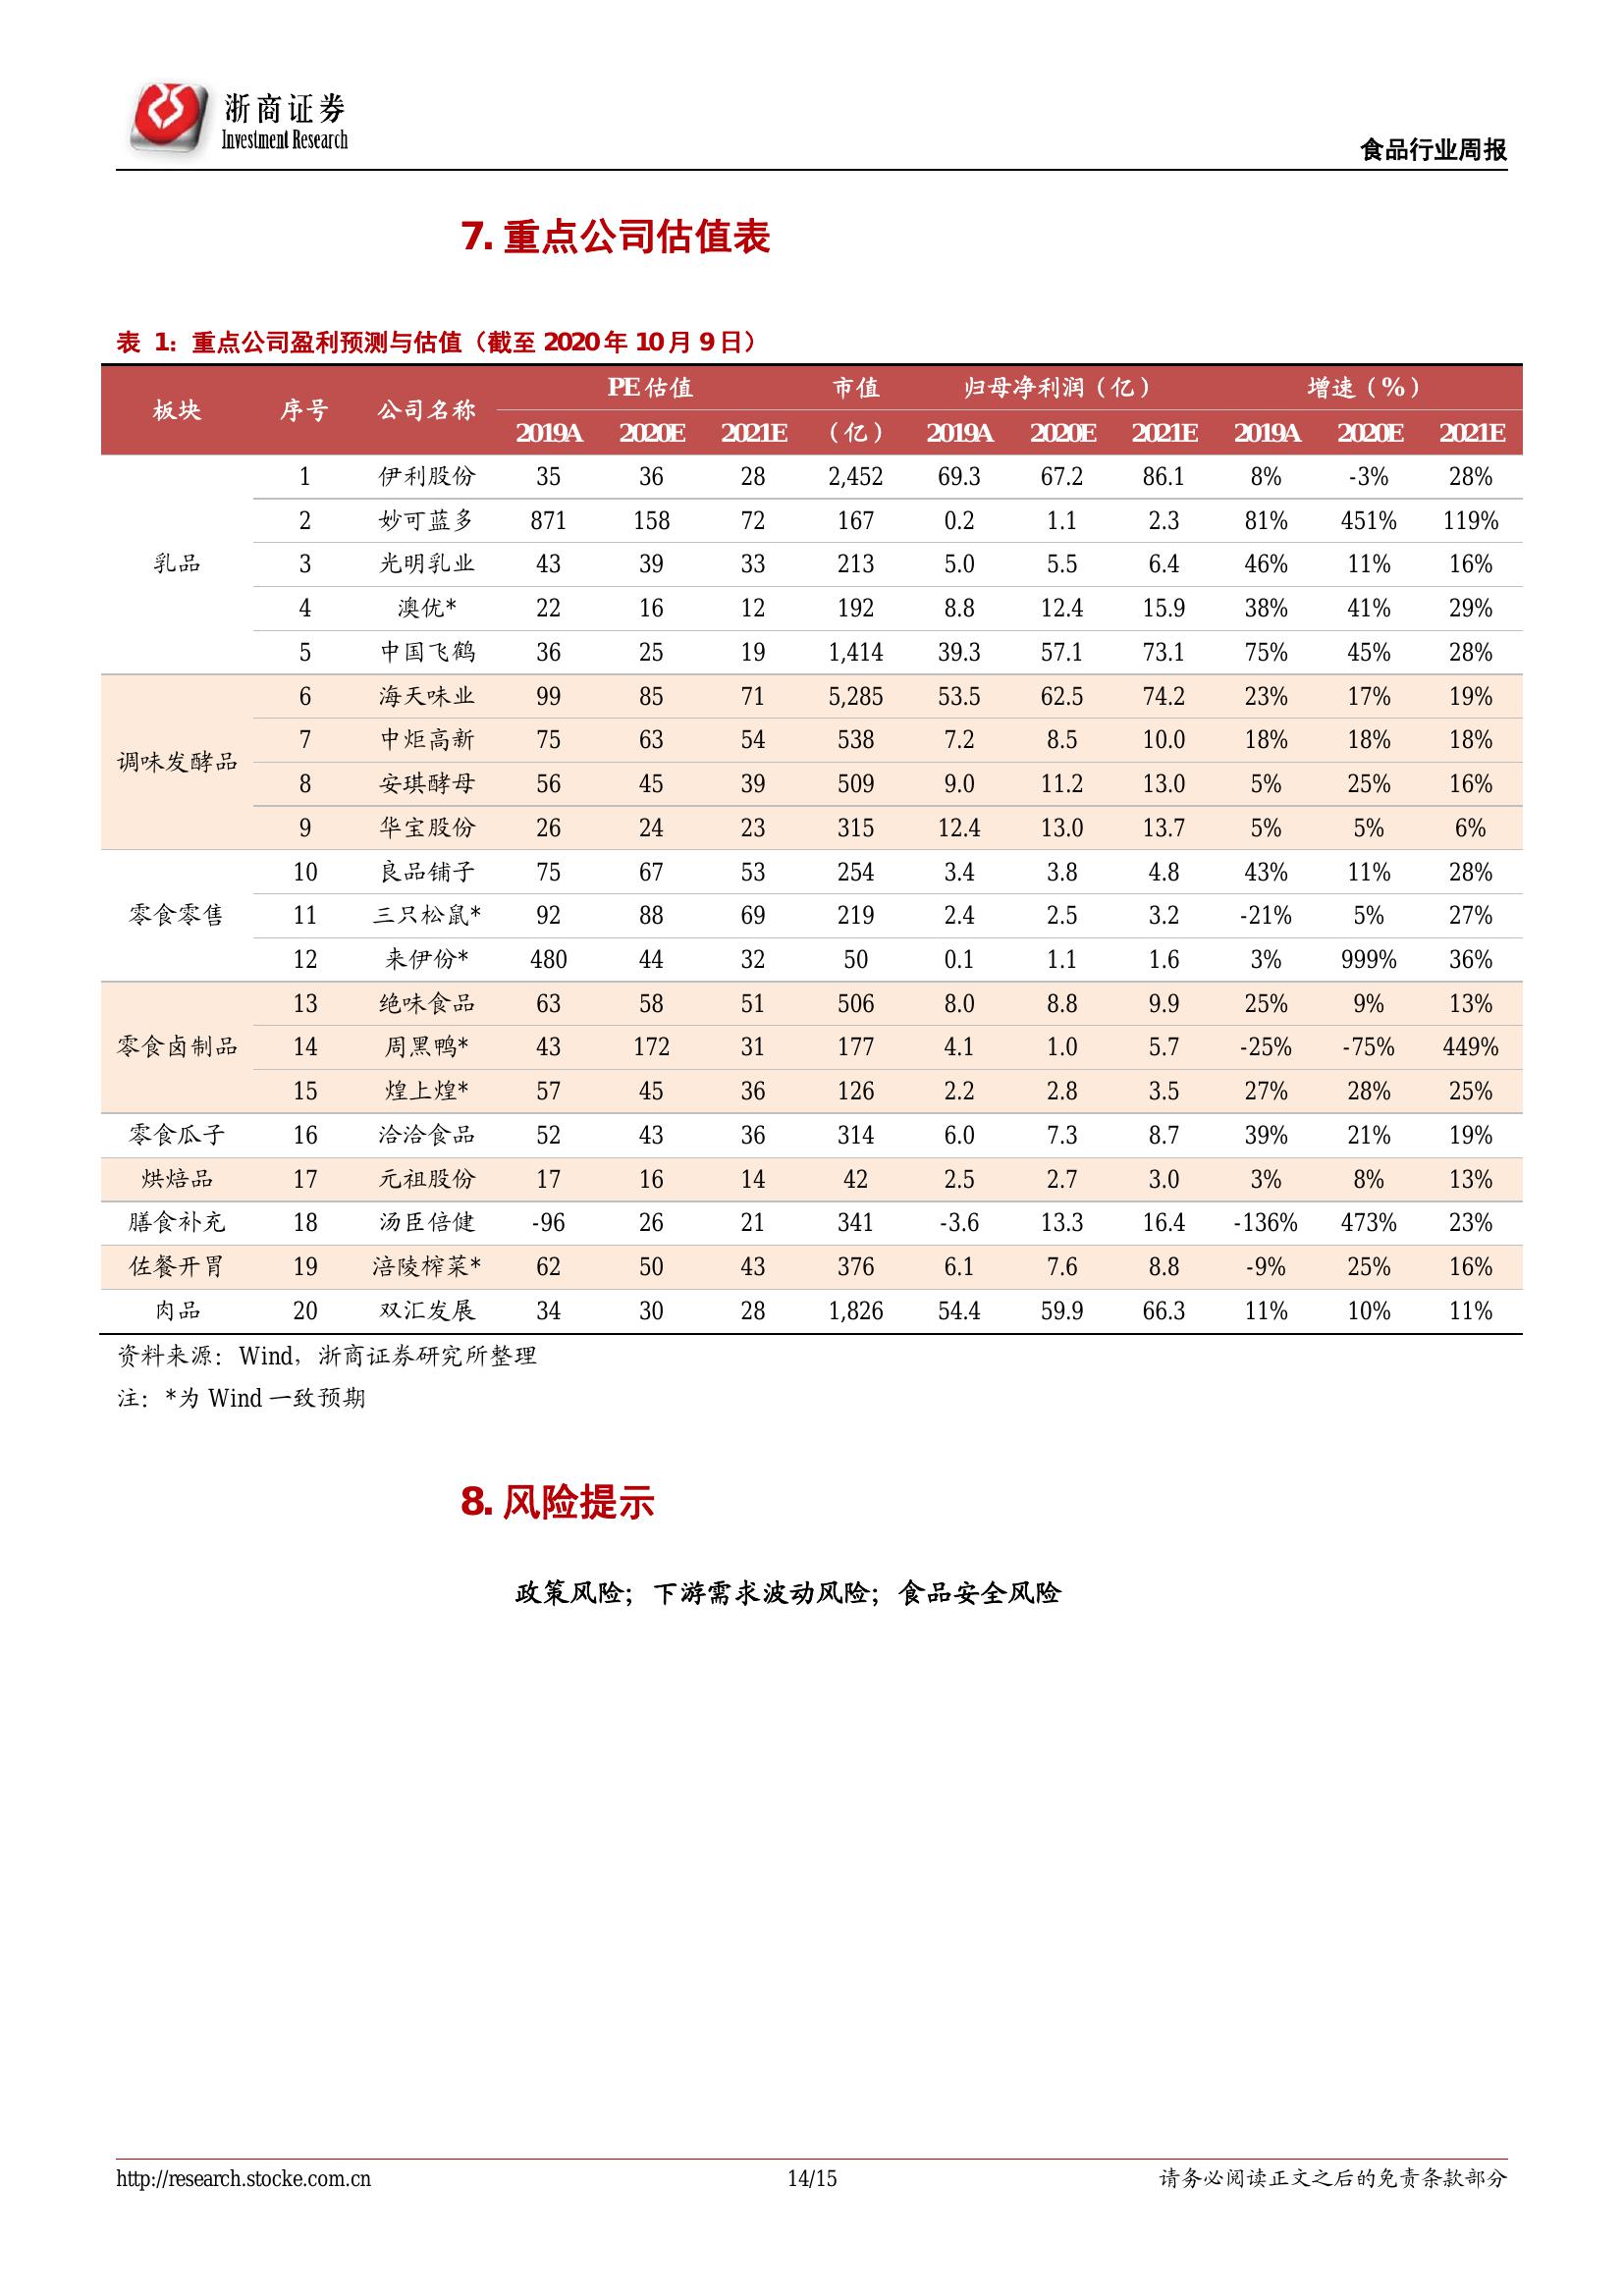 浙商证券
Investment Research
食品行业周报
7. 重点公司估值表
表 1：重点公司盈利预测与估值（截至 2020 年 10 月 9 日）
板块 序号 公司名称 PE 估值 市值（亿） 归母净利润（亿） 增速（%）
2019A 2020E 2021E 2019A 2020E 2021E 2019A 2020E 2021E
乳品 1 伊利股份 35 36 28 2,452 69.3 67.2 86.1 8% -3% 28%
2 妙可蓝多 871 158 72 167 0.2 1.1 2.3 81% 451% 119%
3 光明乳业 43 39 33 213 5.0 5.5 6.4 46% 11% 16%
4 澳优* 22 16 12 192 8.8 12.4 15.9 38% 41% 29%
5 中国飞鹤 36 25 19 1,414 39.3 57.1 73.1 75% 45% 28%
调味发酵品 6 海天味业 99 85 71 5,285 53.5 62.5 74.2 23% 17% 19%
7 中炬高新 75 63 54 538 7.2 8.5 10.0 18% 18% 18%
8 安琪酵母 56 45 39 509 9.0 11.2 13.0 5% 25% 16%
9 华宝股份 26 24 23 315 12.4 13.0 13.7 5% 5% 6%
零食零售 10 良品铺子 75 67 53 254 3.4 3.8 4.8 43% 11% 28%
11 三只松鼠* 92 88 69 219 2.4 2.5 3.2 -21% 5% 27%
12 来伊份* 480 44 32 50 0.1 1.1 1.6 3% 999% 36%
零食卤制品 13 绝味食品 63 58 51 506 8.0 8.8 9.9 25% 9% 13%
14 周黑鸭* 43 172 31 177 4.1 1.0 5.7 -25% -75% 449%
15 煌上煌* 57 45 36 126 2.2 2.8 3.5 27% 28% 25%
零食瓜子 16 洽洽食品 52 43 36 314 6.0 7.3 8.7 39% 21% 19%
烘焙品 17 元祖股份 17 16 14 42 2.5 2.7 3.0 3% 8% 13%
膳食补充 18 汤臣倍健 -96 26 21 341 -3.6 13.3 16.4 -136% 473% 23%
佐餐开胃 19 涪陵榨菜* 62 50 43 376 6.1 7.6 8.8 -9% 25% 16%
肉品 20 双汇发展 34 30 28 1,826 54.4 59.9 66.3 11% 10% 11%
资料来源：Wind，浙商证券研究所整理
注：*为 Wind 一致预期
8. 风险提示
政策风险；下游需求波动风险；食品安全风险
http://research.stocke.com.cn 14/15 请务必阅读正文之后的免责条款部分